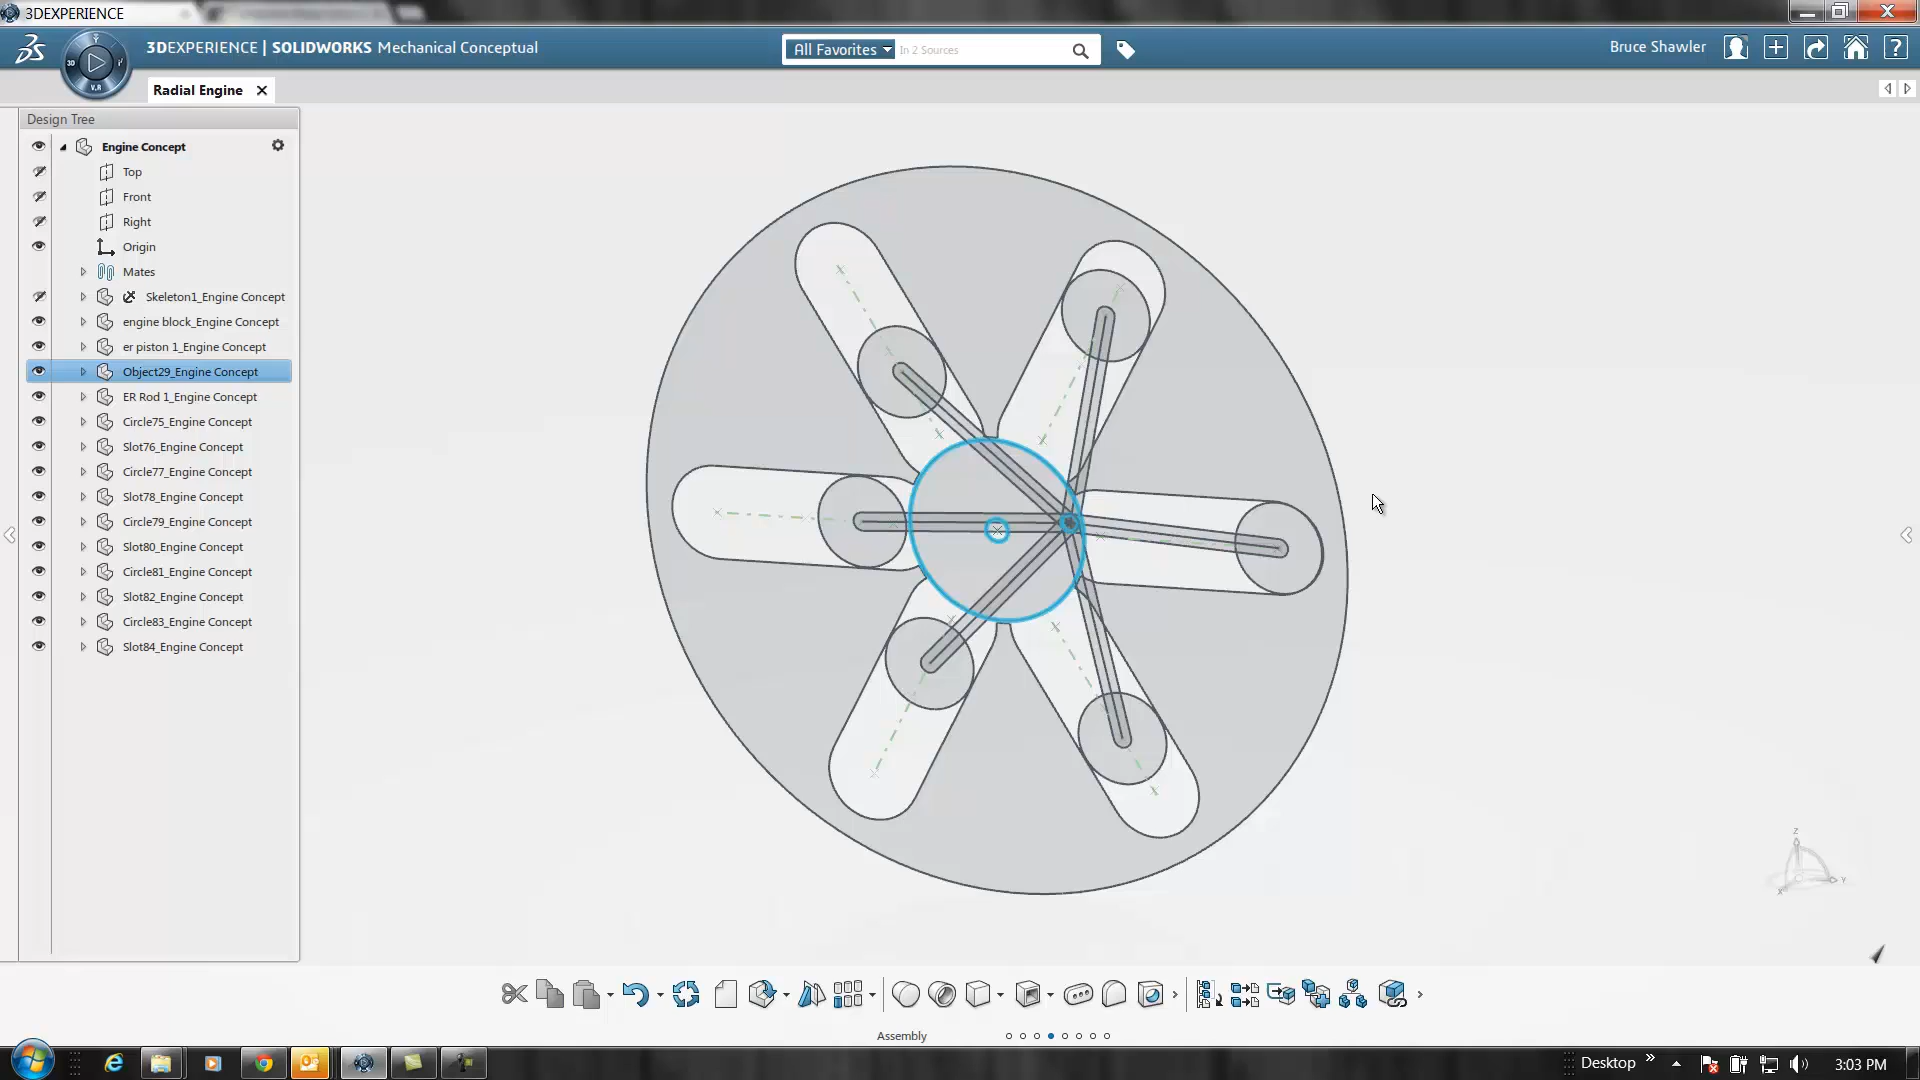 3DEXPERIENCE
3DEXPERIENCE | SOLIDWORKS Mechanical Conceptual
All Favorites
In 2 Sources
Bruce Shawler
3D
V.R
Radial Engine
Design Tree
Engine Concept
Top
Front
Right
Origin
Mates
Skeleton1_Engine Concept
engine block_Engine Concept
er piston 1_Engine Concept
Object29_Engine Concept
ER Rod 1_Engine Concept
Circle75_Engine Concept
Slot76_Engine Concept
Circle77_Engine Concept
Slot78_Engine Concept
Circle79_Engine Concept
Slot80_Engine Concept
Circle81_Engine Concept
Slot82_Engine Concept
Circle83_Engine Concept
Slot84_Engine Concept
Z
Y
X
Assembly
Desktop
3:03 PM